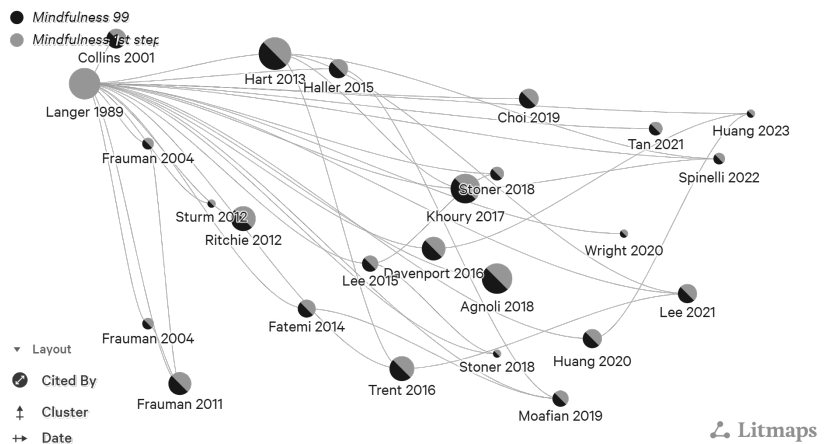 Mindfulness 99
Mindfulness 1st step
Collins 2001
Hart 2013
Haller 2015
Langer 1989
Choi 2019
Huang 2023
Tan 2021
Frauman 2004
Spinelli 2022
Stoner 2018
Sturm 2012
Khoury 2017
Ritchie 2012
Wright 2020
Lee 2015
Davenport 2016
Agnoli 2018
Lee 2021
Fatemi 2014
Frauman 2004
Layout
Huang 2020
Stoner 2018
Cited By
Trent 2016
Frauman 2011
Cluster
Moafian 2019
Date
Litmaps